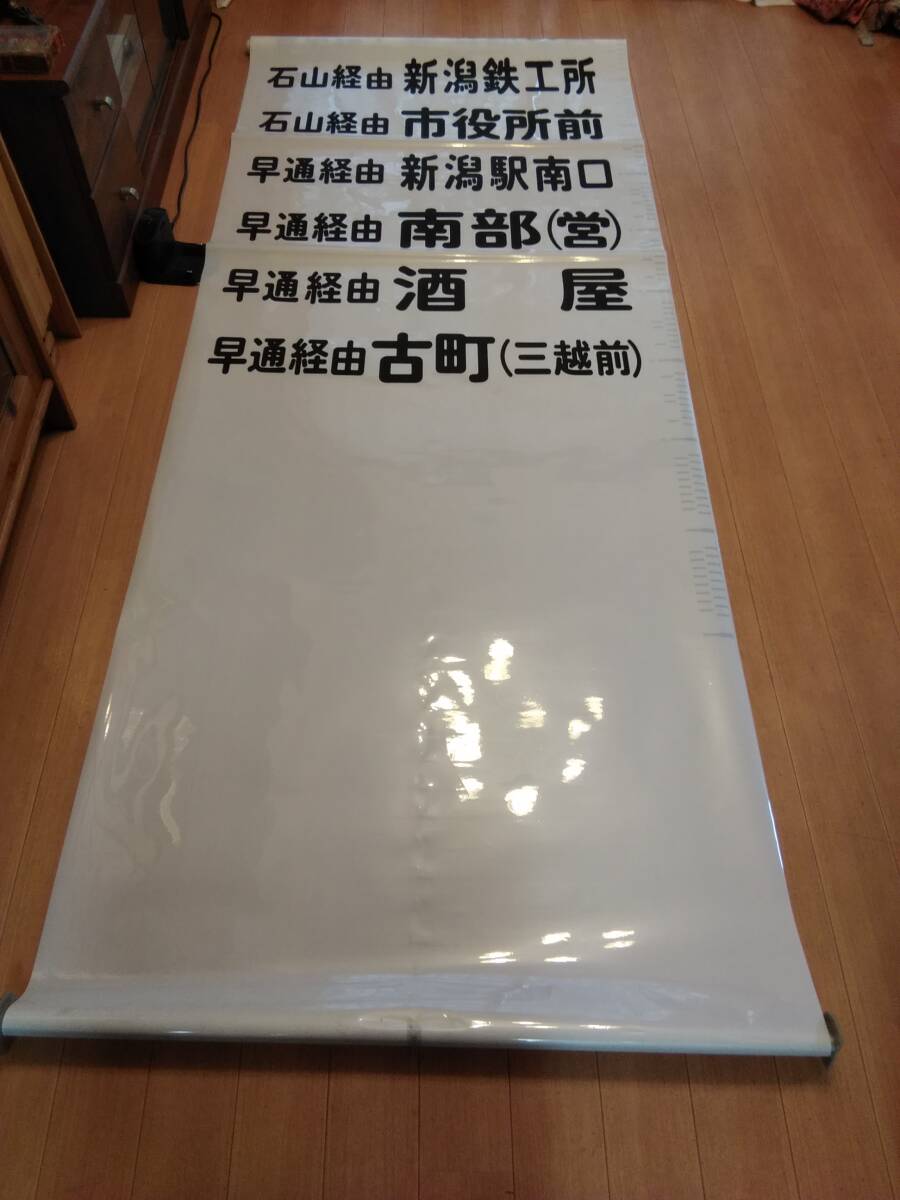 石山経由 新潟鉄工所
石山経由 市役所前
早通経由 新潟駅南口
早通経由 南部(営)
早通経由 酒 屋
早通経由 古町(三越前)